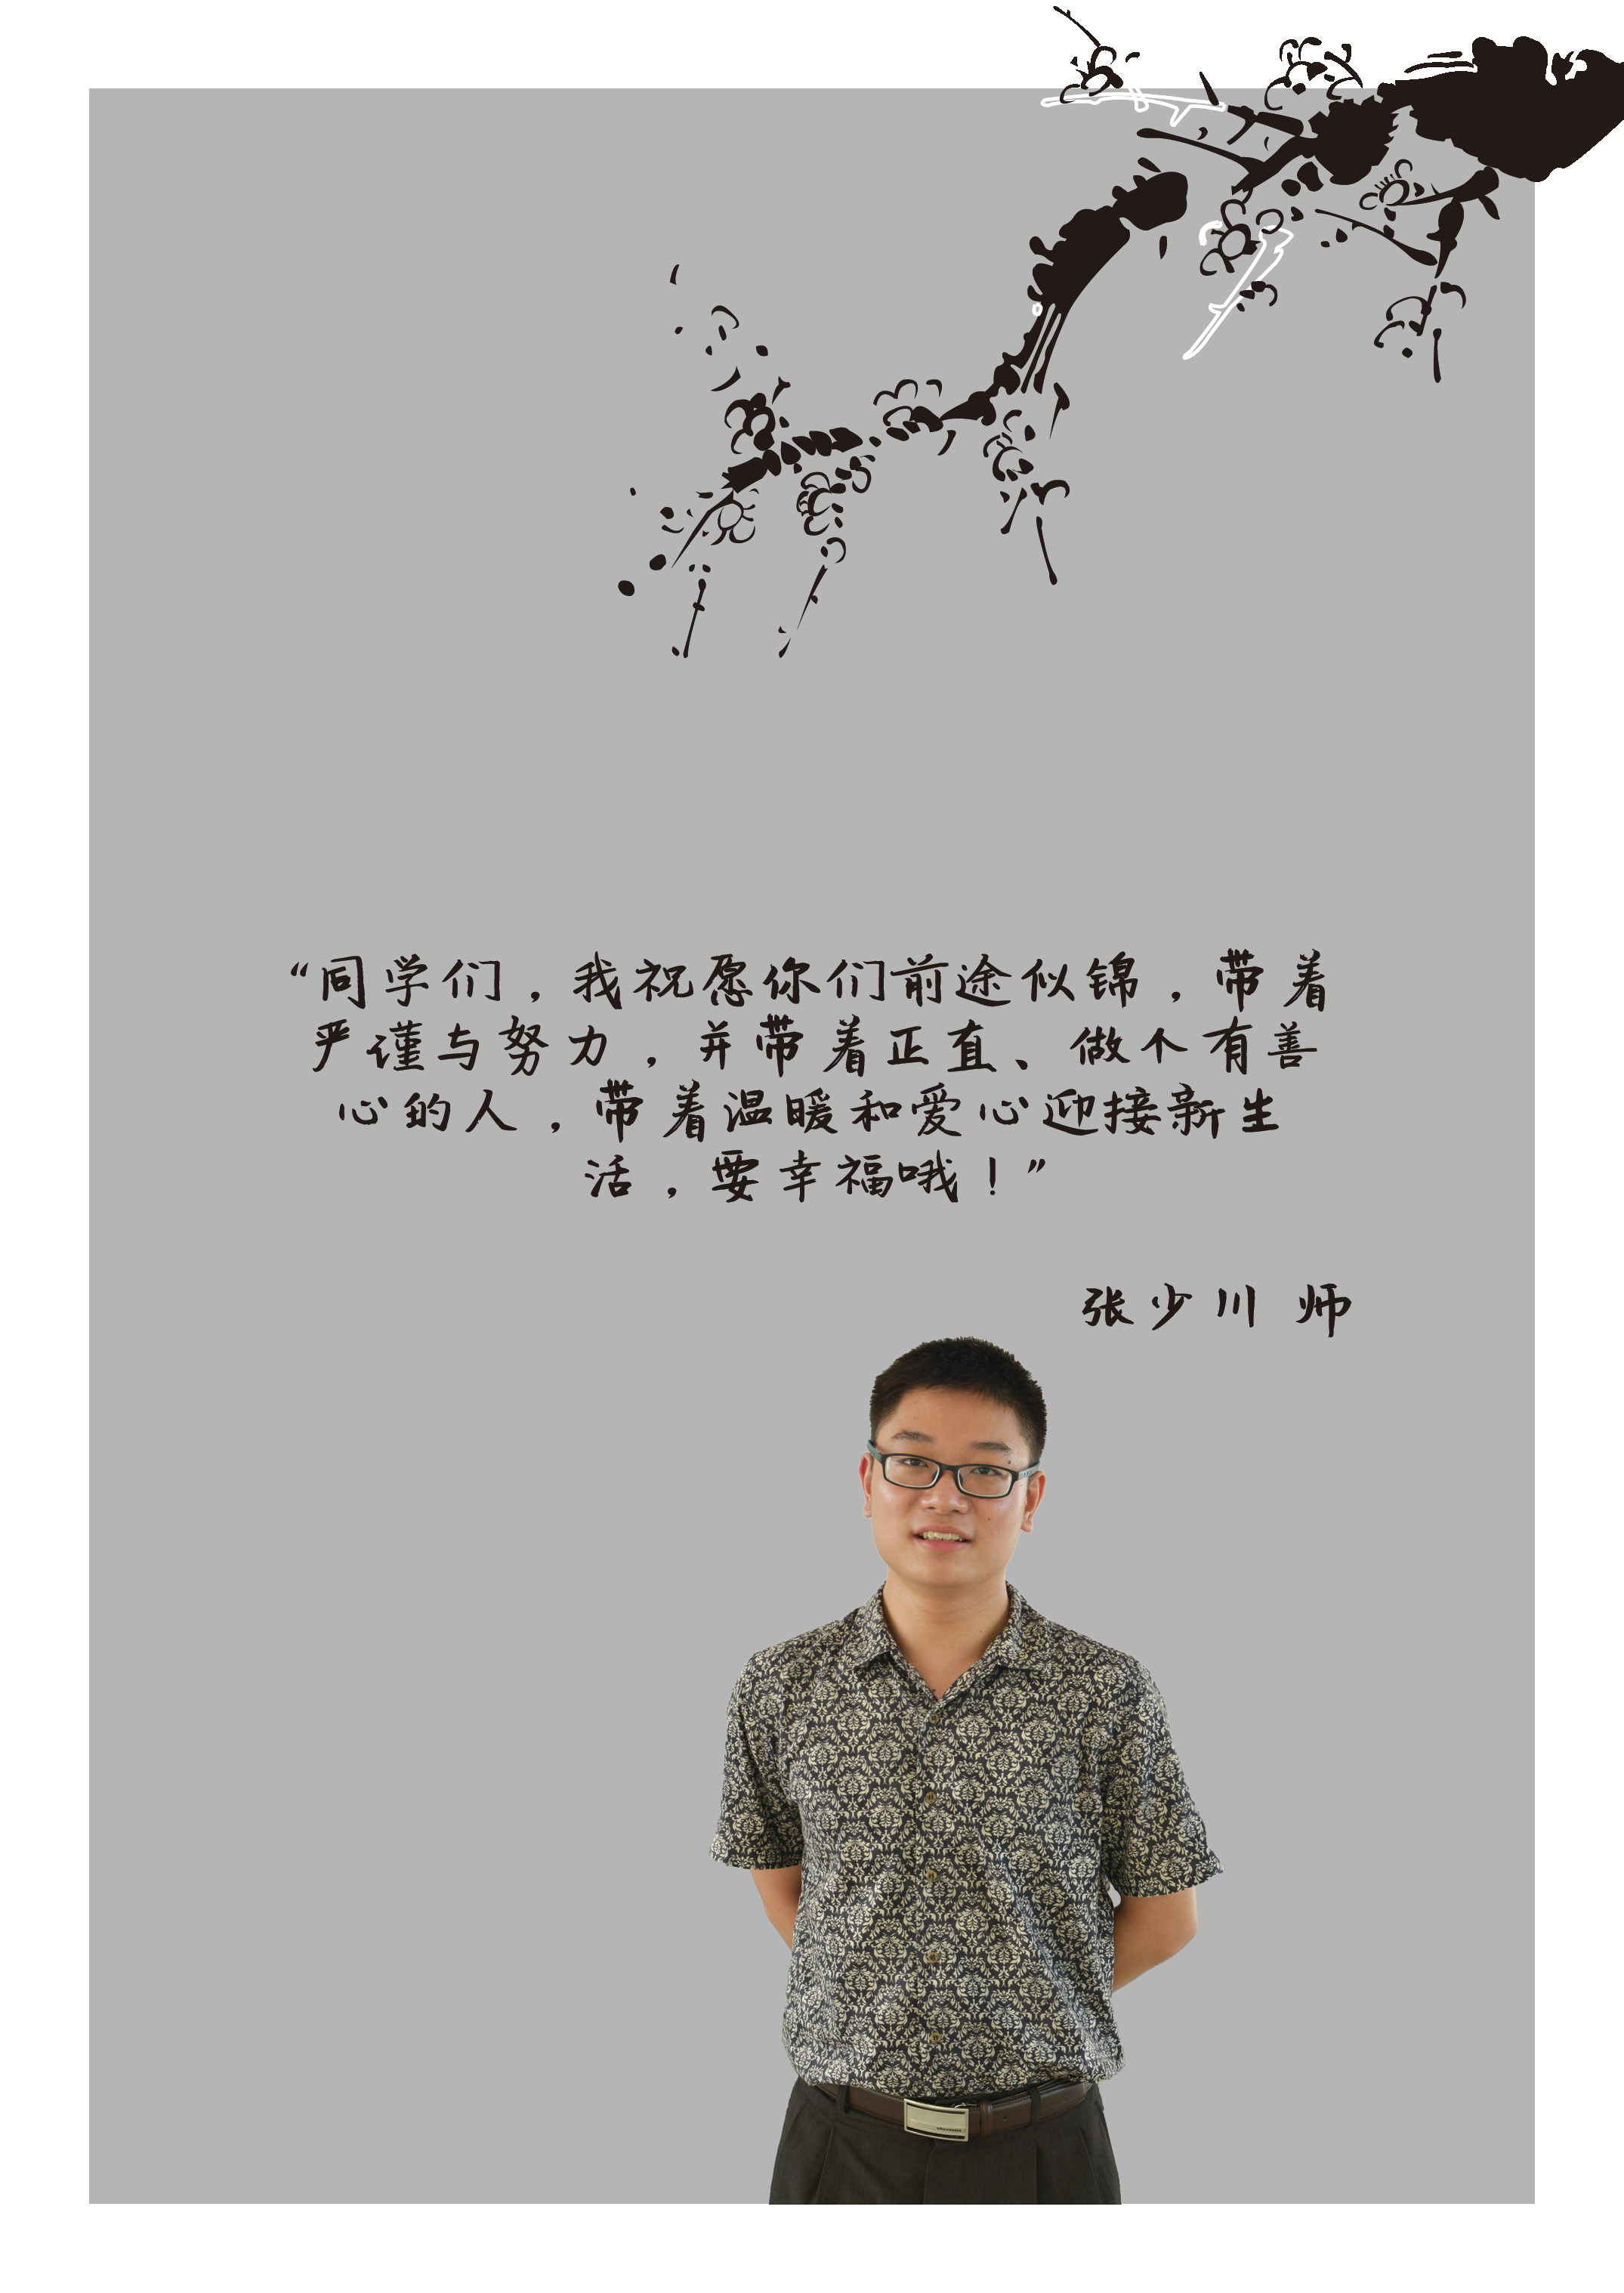 “同学们，我祝愿你们前途似锦，带着
严谨与努力，并带着正直、做个有善
心的人，带着温暖和爱心迎接新生
活，要幸福哦！”
张少川 师